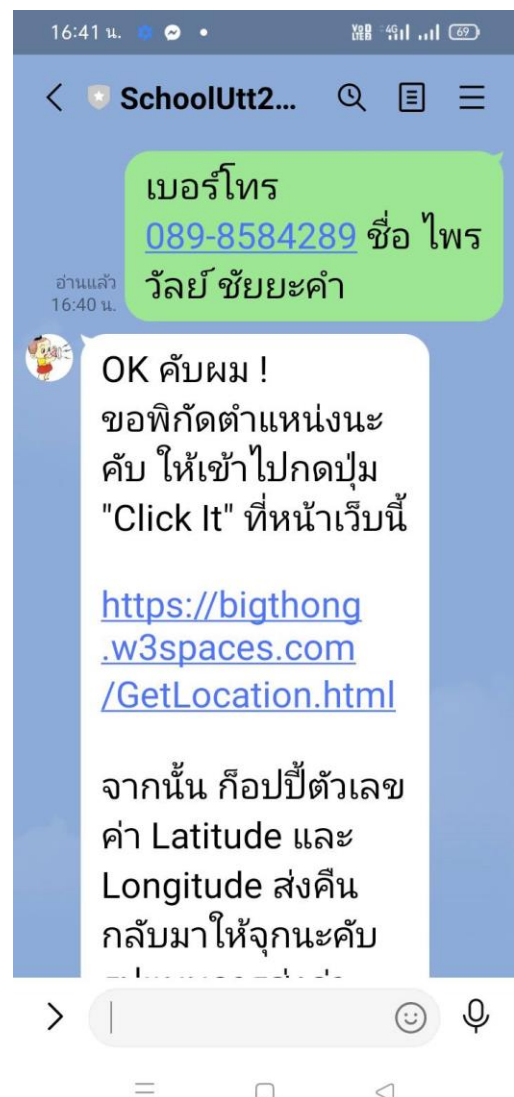 16:41 น.
69
SchoolUtt2...
เบอร์โทร
089-8584289 ชื่อ ไพร
วัลย์ ชัยยะคำ
อ่านแล้ว
16:40 น.
OK คับผม !
ขอพิกัดตำแหน่งนะ
คับ ให้เข้าไปกดปุ่ม
"Click It" ที่หน้าเว็บนี้
https://bigthong
.w3spaces.com
/GetLocation.html
จากนั้น ก็อปปี้ตัวเลข
ค่า Latitude และ
Longitude ส่งคืน
กลับมาให้จุกนะคับ